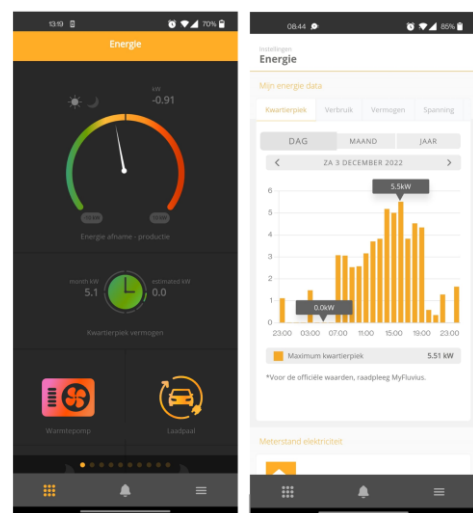 13:19
70%
Energie
kW
-0.91
Energie afname - productie
month kW
5.1
estimated kW
0.0
Kwartierpiek vermogen
Warmtepomp
Laadpaal
08:44
85%
Instellingen
Energie
Mijn energie data
Kwartierpiek Verbruik Vermogen Spanning
DAG MAAND JAAR
ZA 3 DECEMBER 2022
6
5.5kW
5
4
3
2
1
0.0kW
0
23:00 03:00 07:00 11:00 15:00 19:00 23:00
Maximum kwartierpiek 5.51 kW
*Voor de officiële waarden, raadpleeg MyFluvius.
Meterstand elektriciteit